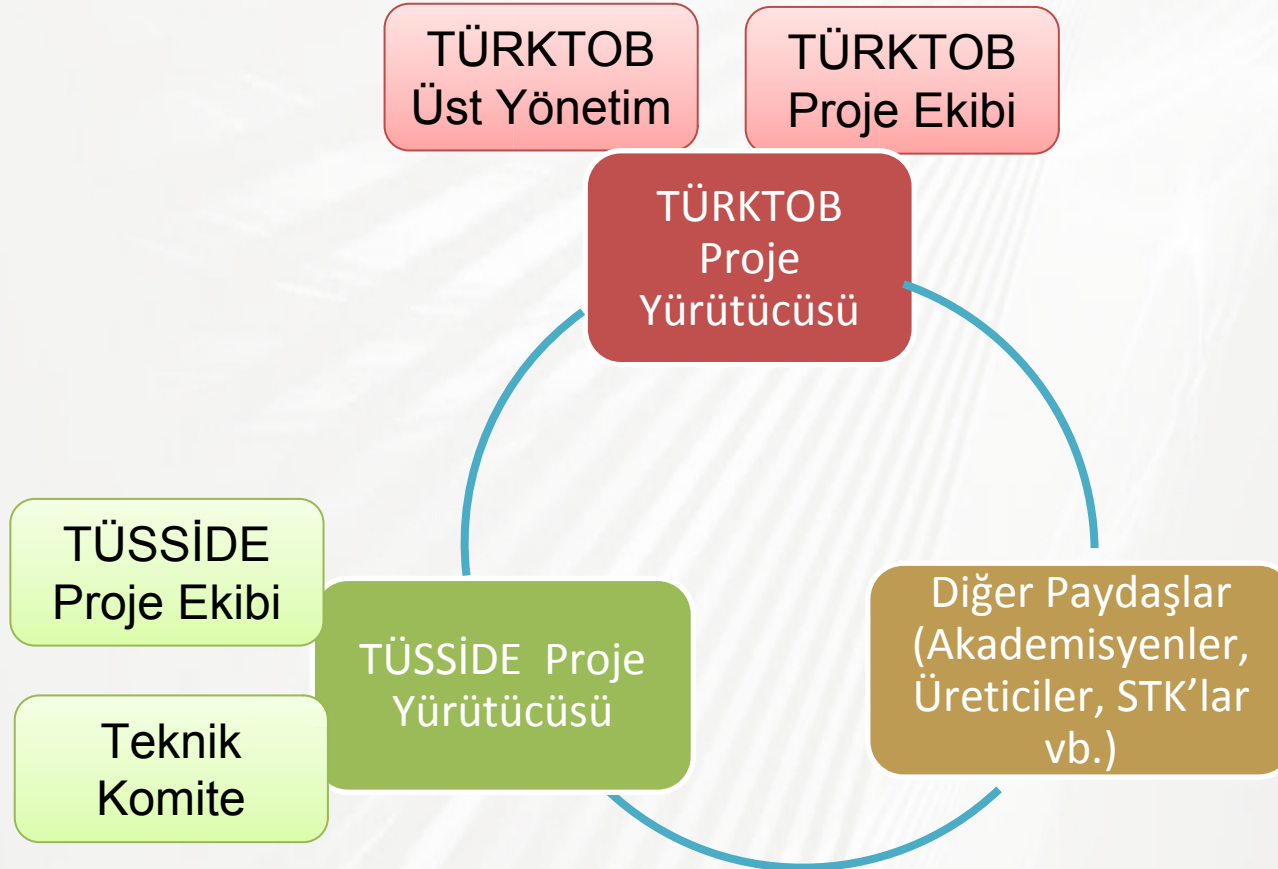 TÜRKTOB
Üst Yönetim
TÜRKTOB
Proje Ekibi
TÜRKTOB
Proje
Yürütücüsü
TÜSSİDE
Proje Ekibi
Teknik
Komite
TÜSSİDE Proje
Yürütücüsü
Diğer Paydaşlar
(Akademisyenler,
Üreticiler, STK’lar
vb.)